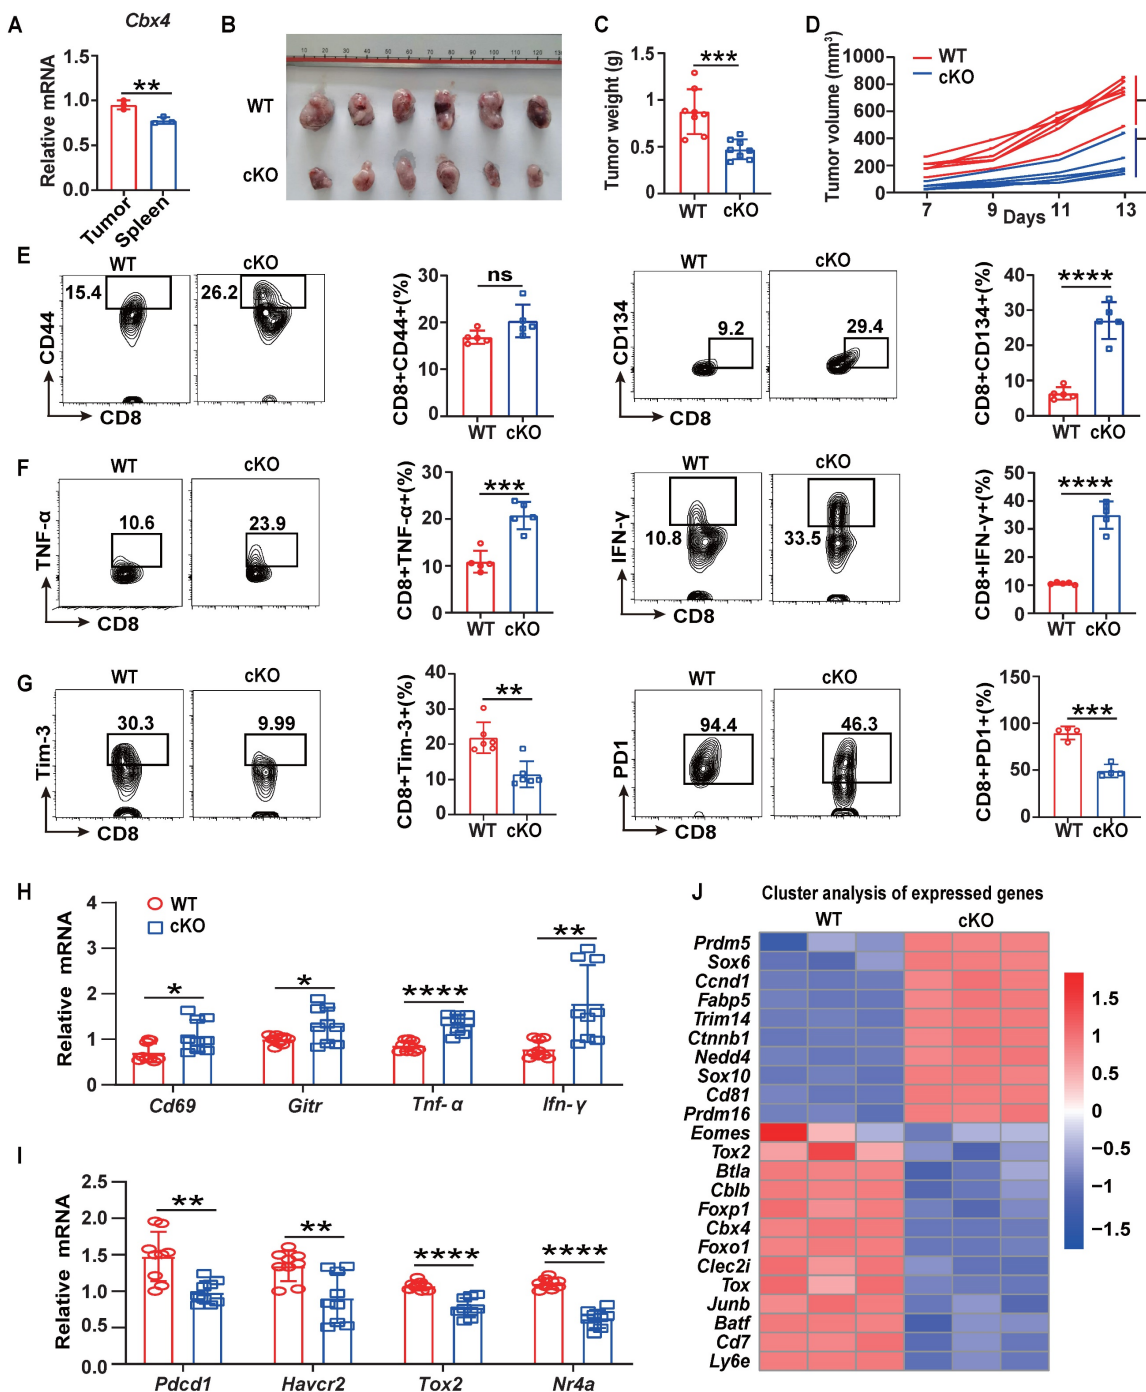 A
Cbx4
Relative mRNA
1.5
1.0
0.5
0.0
**
Tumor
Spleen
B
WT
cKO
C
Tumor weight (g)
1.5
1
0.5
0
***
WT
cKO
D
Tumor volume (mm³)
1000
800
600
400
200
0
WT
cKO
7
9
11
13
Days
E
WT
cKO
15.4
26.2
CD44
CD8
CD8+CD44+(%)
30
20
10
0
ns
WT
cKO
WT
cKO
9.2
29.4
CD134
CD8
CD8+CD134+(%)
40
30
20
10
0
****
WT
cKO
F
WT
cKO
10.6
23.9
TNF-α
CD8
CD8+TNF-α+(%)
30
20
10
0
***
WT
cKO
WT
cKO
10.8
33.5
IFN-γ
CD8
CD8+IFN-γ+(%)
50
40
30
20
10
0
****
WT
cKO
G
WT
cKO
30.3
9.99
Tim-3
CD8
CD8+Tim-3+(%)
40
30
20
10
0
**
WT
cKO
WT
cKO
94.4
46.3
PD1
CD8
CD8+PD1+(%)
150
100
50
0
***
WT
cKO
H
Relative mRNA
4
3
2
1
0
WT
cKO
*
*
****
**
Cd69
Gitr
Tnf- α
Ifn- γ
I
Relative mRNA
2.5
2.0
1.5
1.0
0.5
0.0
**
**
****
****
Pdcd1
Havcr2
Tox2
Nr4a
J
Cluster analysis of expressed genes
WT
cKO
Prdm5
Sox6
Ccnd1
Fabp5
Trim14
Ctnnb1
Nedd4
Sox10
Cd81
Prdm16
Eomes
Tox2
Btla
Cblb
Foxp1
Cbx4
Foxo1
Clec2i
Tox
Junb
Batf
Cd7
Ly6e
1.5
1
0.5
0
−0.5
−1
−1.5